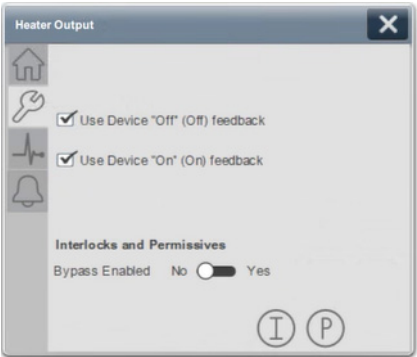 Heater Output
Use Device "Off" (Off) feedback
Use Device "On" (On) feedback
Interlocks and Permissives
Bypass Enabled No Yes
I P